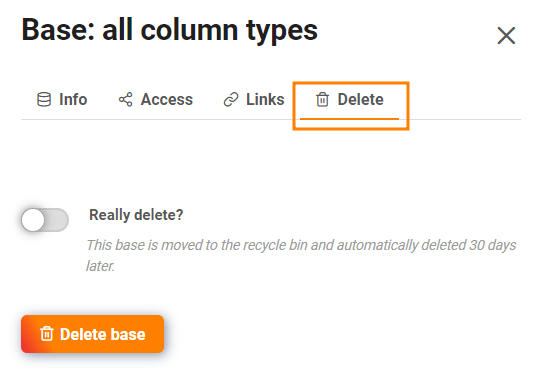 Base: all column types
Info
Access
Links
Delete
Really delete?
This base is moved to the recycle bin and automatically deleted 30 days
later.
Delete base